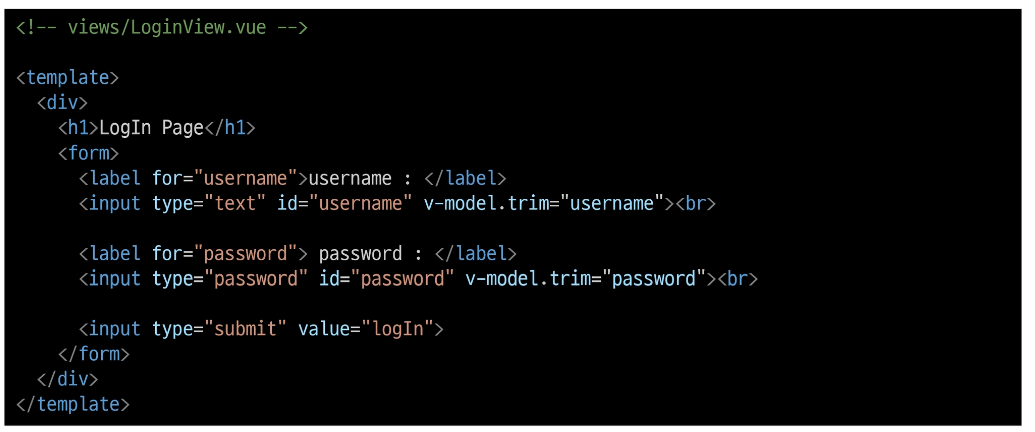 <!-- views/LoginView.vue -->
<template>
<div>
<h1>LogIn Page</h1>
<form>
<label for="username">username : </label>
<input type="text" id="username" v-model.trim="username"><br>
<label for="password"> password : </label>
<input type="password" id="password" v-model.trim="password"><br>
<input type="submit" value="logIn">
</form>
</div>
</template>